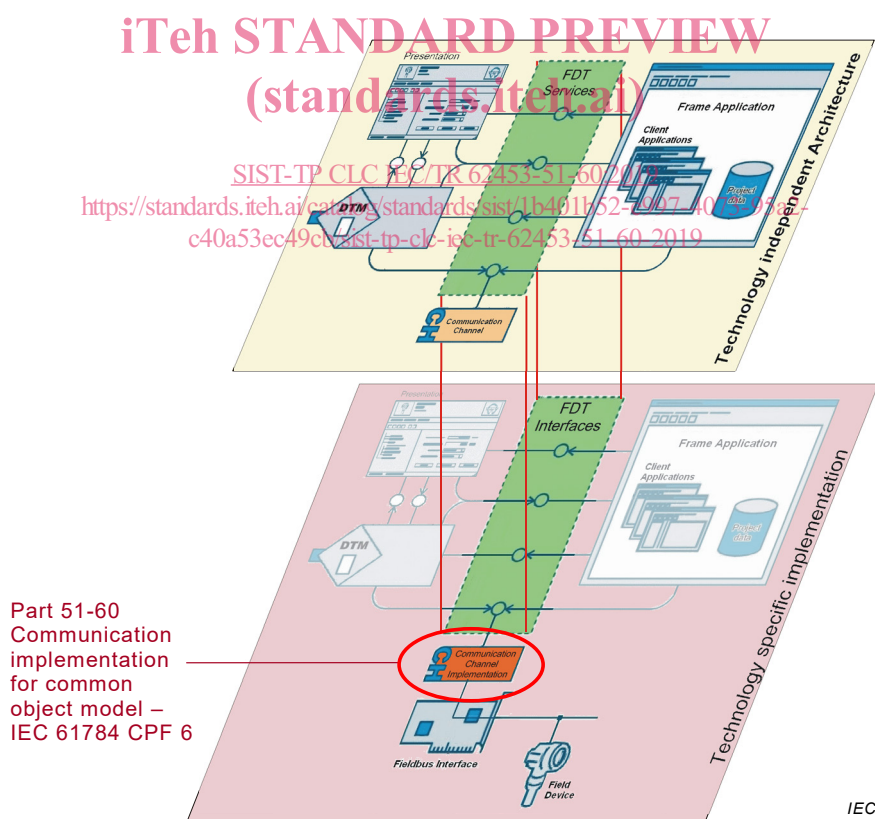 iTeh STANDARD PREVIEW
(standards.iteh.ai)
SIST-TP CLC IEC/TR 62453-51-60:2019
https://standards.iteh.ai/catalog/standards/sist/1b401b52-
c40a53ec49cb/sist-tp-clc-iec-tr-62453-51-60-2019
Presentation
FDT
Services
Frame Application
Client
Applications
Project
data
DTM
Communication
Channel
CH
Technology independent Architecture
Presentation
FDT
Interfaces
Frame Application
Client
Applications
Project
data
DTM
CH
Communication
Channel
Implementation
Fieldbus Interface
Field
Device
Technology specific implementation
Part 51-60
Communication
implementation
for common
object model –
IEC 61784 CPF 6
IEC